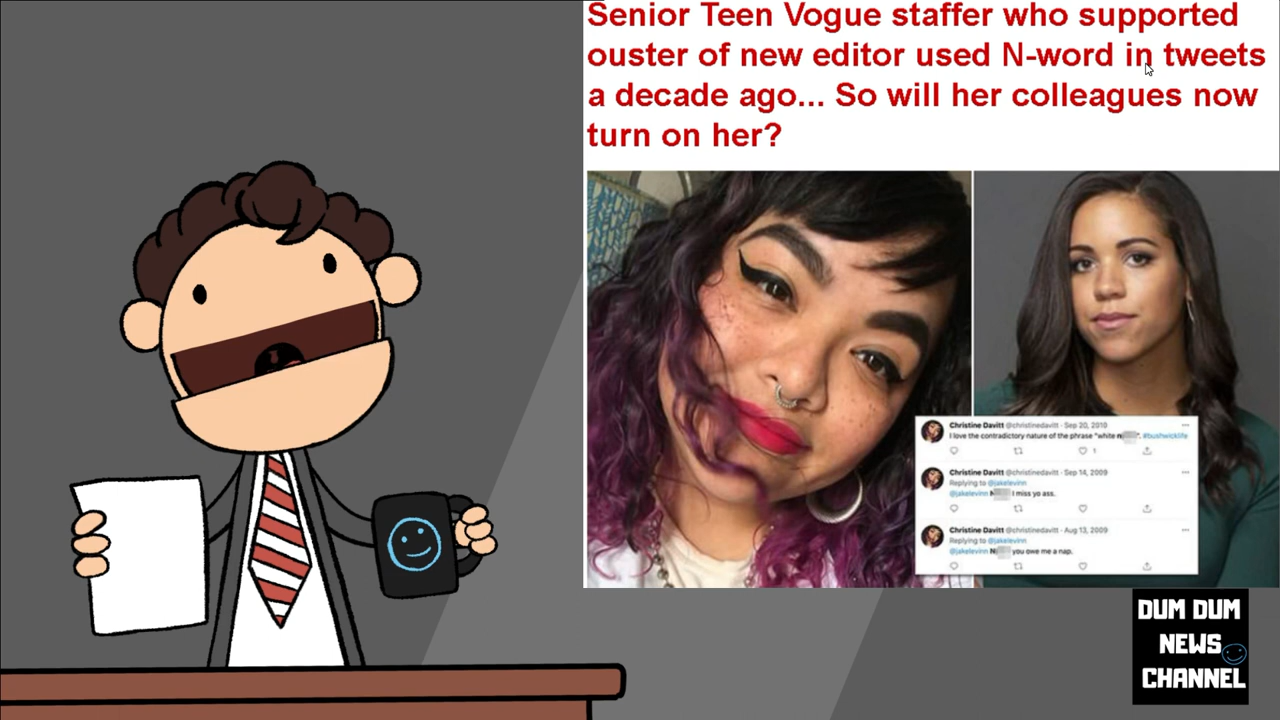 Senior Teen Vogue staffer who supported
ouster of new editor used N-word in tweets
a decade ago... So will her colleagues now
turn on her?
Christine Davitt @christinedavitt · Sep 20, 2010
I love the contradictory nature of the phrase "white n". #bushwicklife
1
Christine Davitt @christinedavitt · Sep 14, 2009
Replying to @jakelevinn
@jakelevinn N I miss yo ass.
Christine Davitt @christinedavitt · Aug 13, 2009
Replying to @jakelevinn
@jakelevinn N you owe me a nap.
DUM DUM
NEWS
CHANNEL